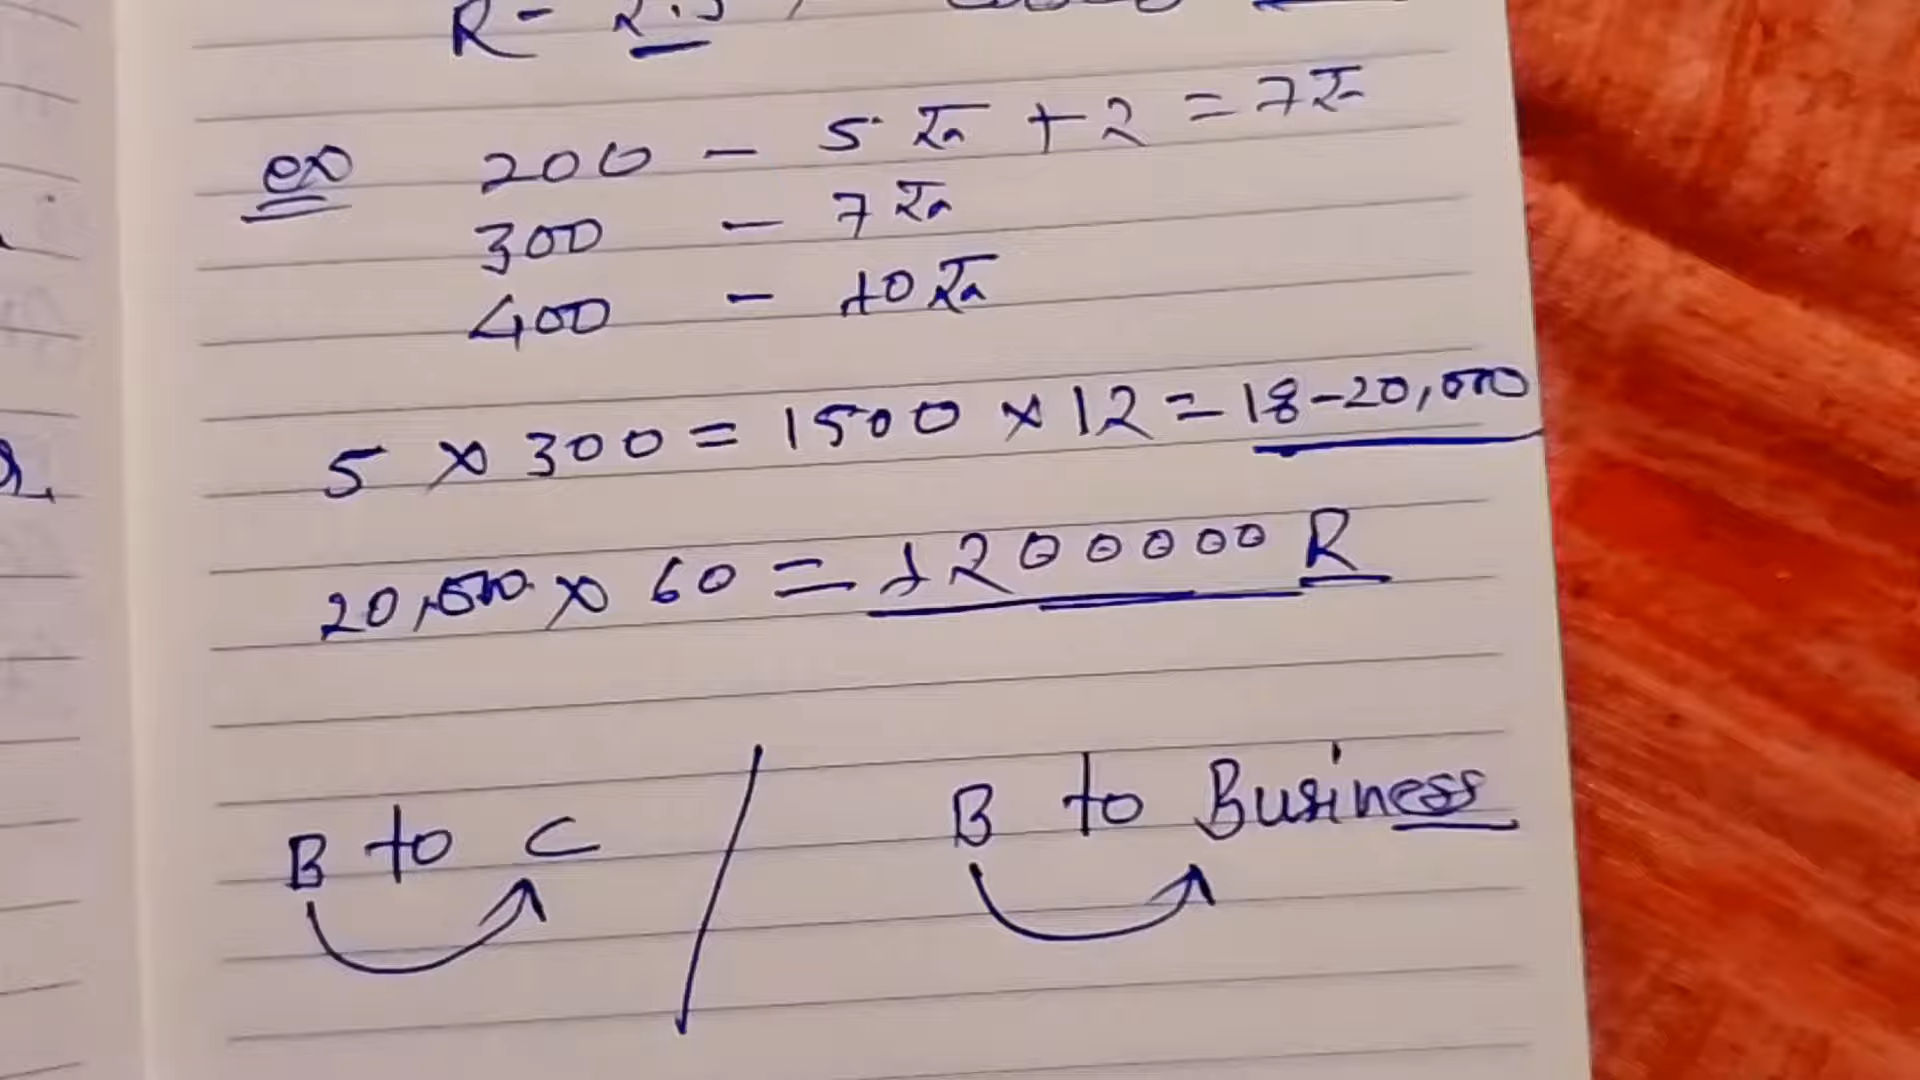 R -
ex 200 - 5 रू + 2 = 7 रू
300 - 7 रू
400 - 10 रू
5 × 300 = 1500 × 12 = 18-20,000
20,000 × 60 = 1200000 R
B to C / B to Business